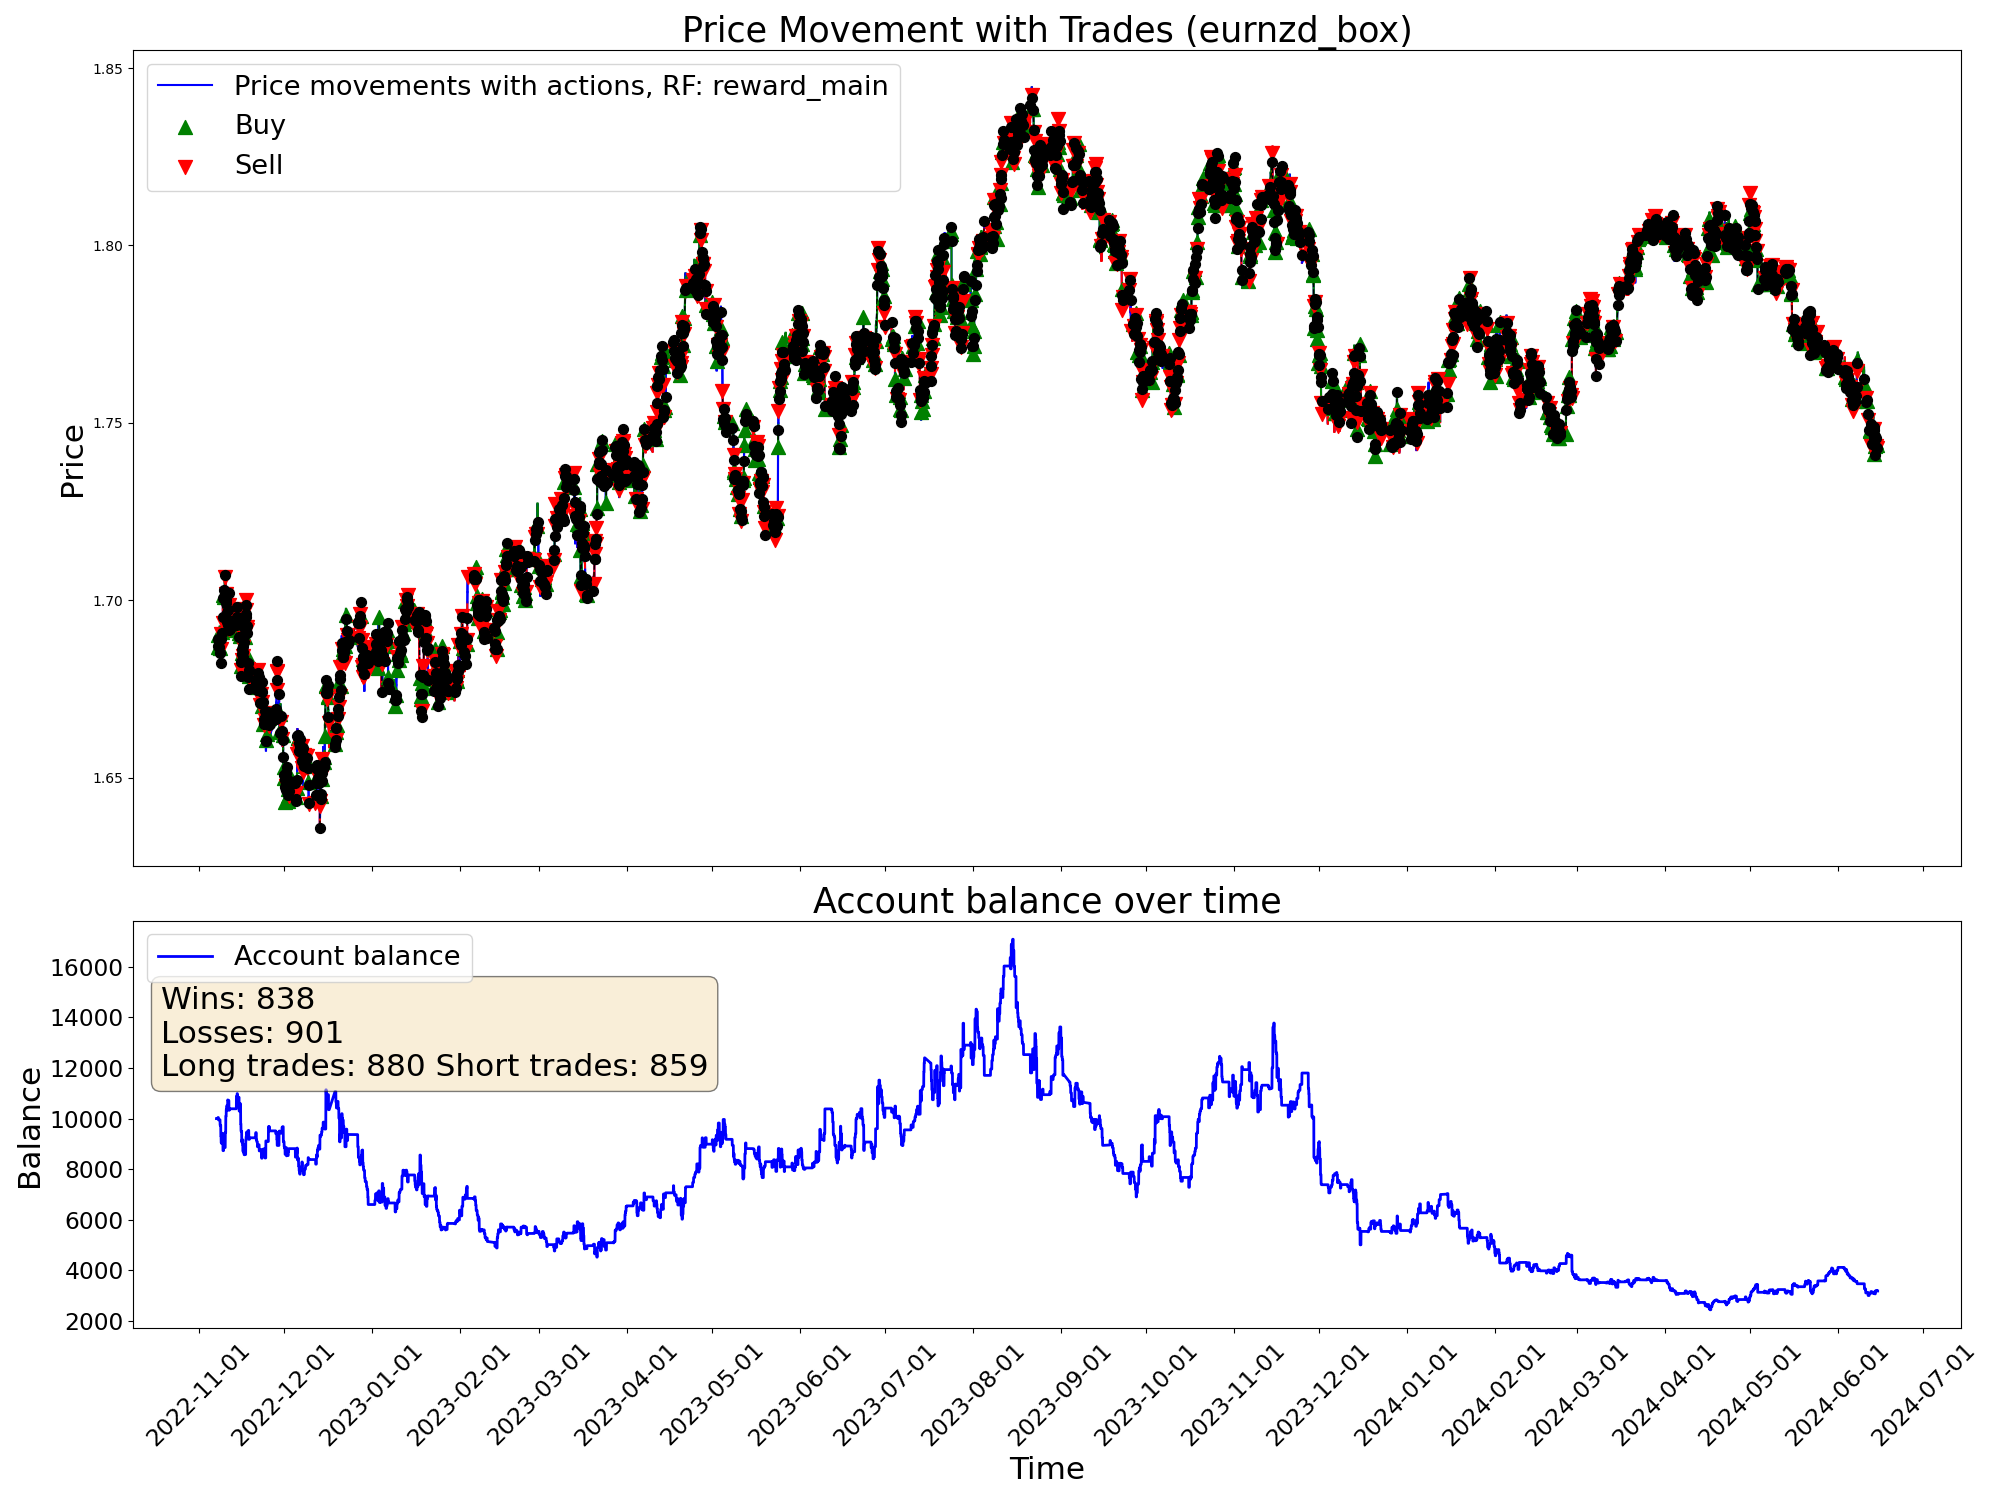 Price Movement with Trades (eurnzd_box)
Price movements with actions, RF: reward_main
Buy
Sell
Price
1.85
1.80
1.75
1.70
1.65
Account balance over time
Account balance
Wins: 838
Losses: 901
Long trades: 880 Short trades: 859
Balance
16000
14000
12000
10000
8000
6000
4000
2000
2022-11-01
2022-12-01
2023-01-01
2023-02-01
2023-03-01
2023-04-01
2023-05-01
2023-06-01
2023-07-01
2023-08-01
2023-09-01
2023-10-01
2023-11-01
2023-12-01
2024-01-01
2024-02-01
2024-03-01
2024-04-01
2024-05-01
2024-06-01
2024-07-01
Time